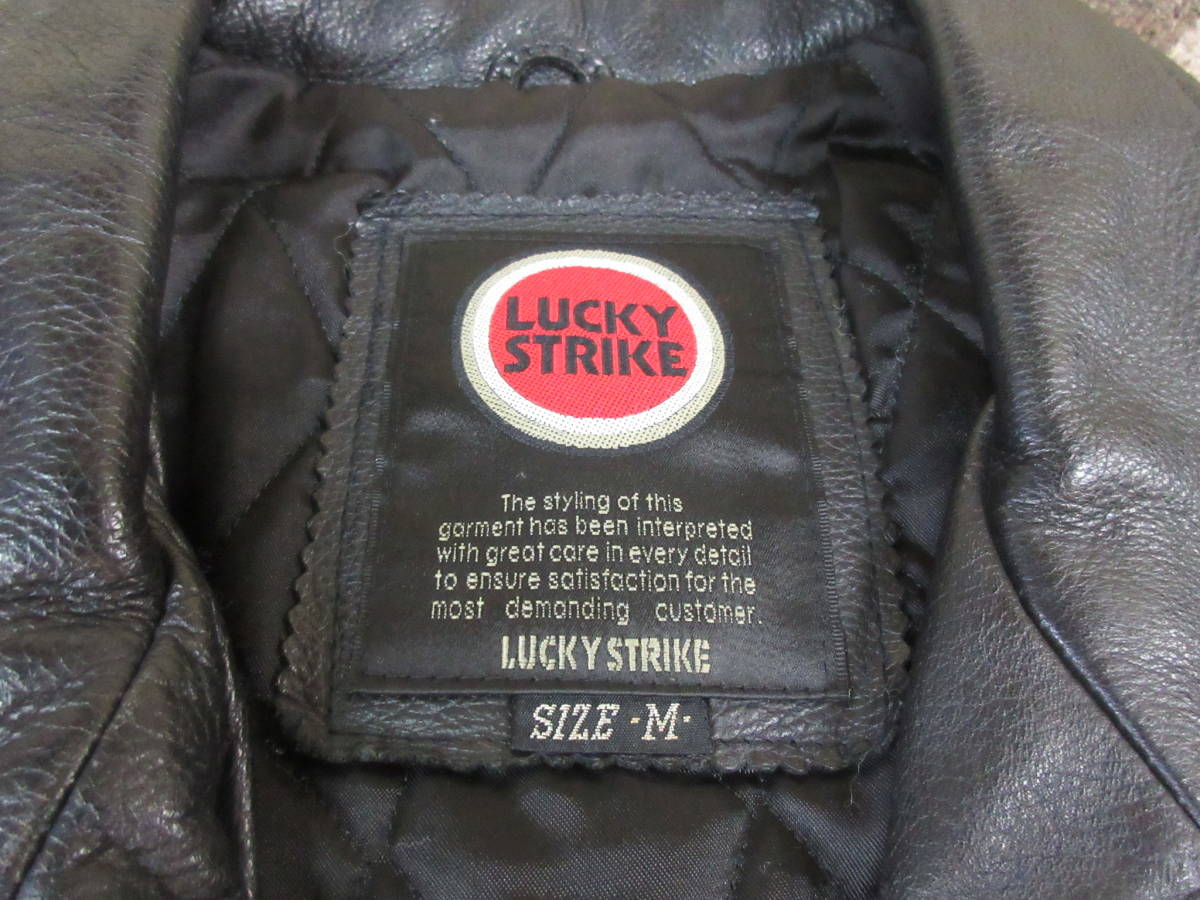 LUCKY
STRIKE
The styling of this
garment has been interpreted
with great care in every detail
to ensure satisfaction for the
most demanding customer.
LUCKY STRIKE
SIZE -M-